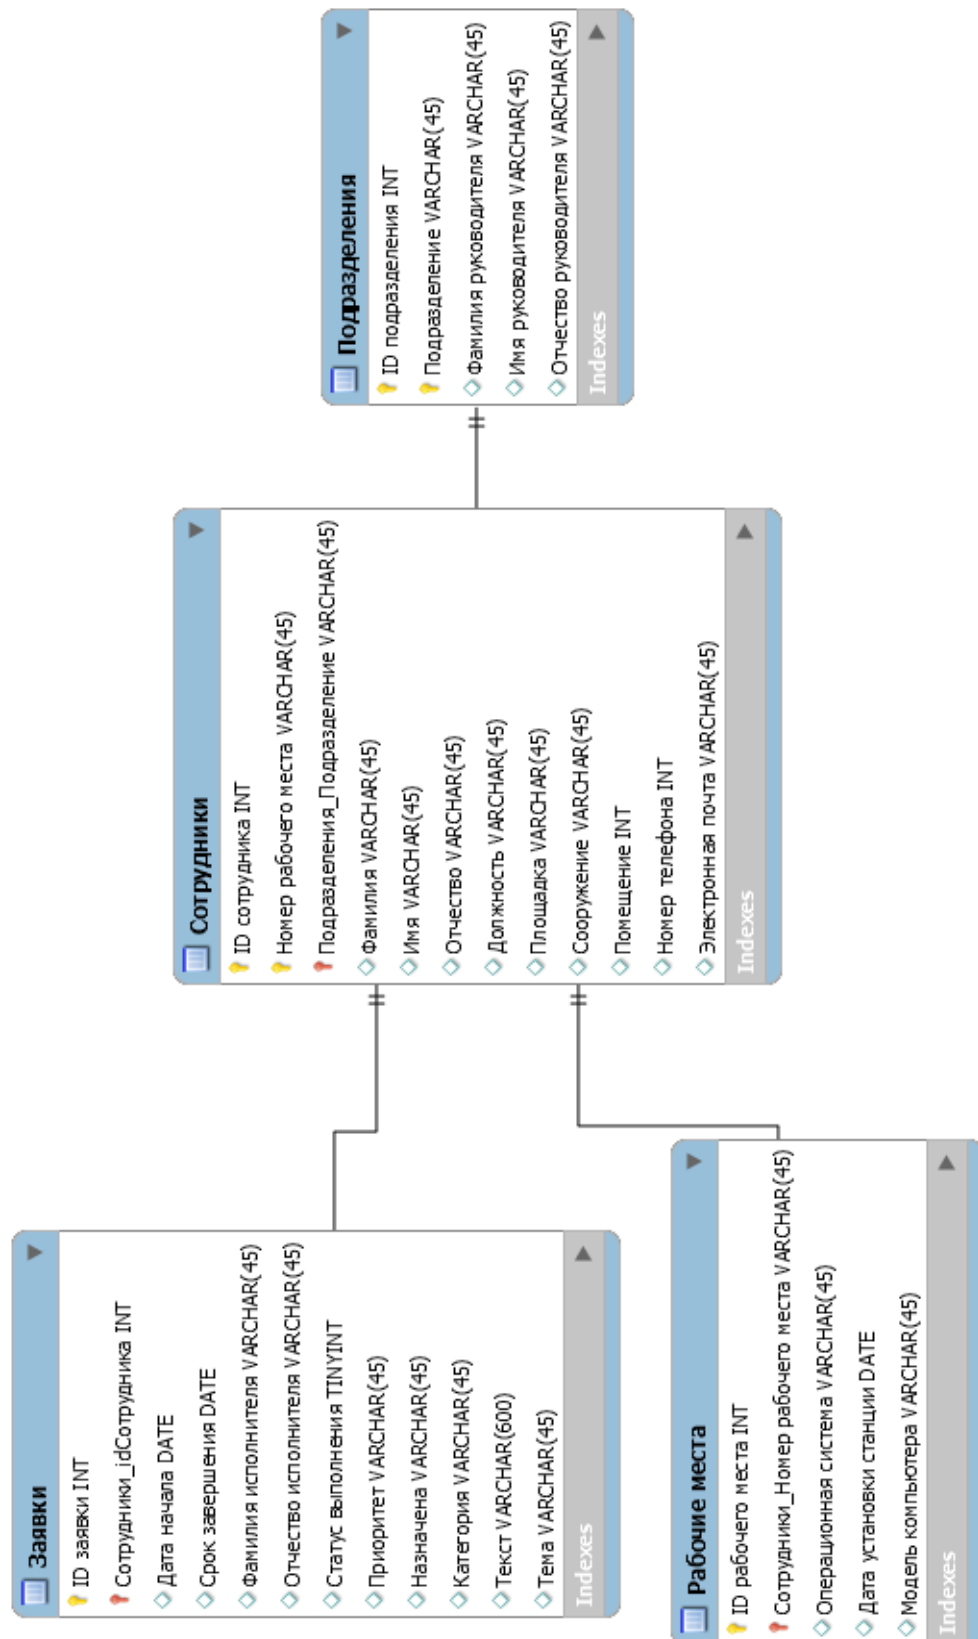 Заявки
ID заявки INT
Сотрудники_idСотрудника INT
Дата начала DATE
Срок завершения DATE
Фамилия исполнителя VARCHAR(45)
Отчество исполнителя VARCHAR(45)
Статус выполнения TINYINT
Приоритет VARCHAR(45)
Назначена VARCHAR(45)
Категория VARCHAR(45)
Текст VARCHAR(600)
Тема VARCHAR(45)
Indexes
Рабочие места
ID рабочего места INT
Сотрудники_Номер рабочего места VARCHAR(45)
Операционная система VARCHAR(45)
Дата установки станции DATE
Модель компьютера VARCHAR(45)
Indexes
Сотрудники
ID сотрудника INT
Номер рабочего места VARCHAR(45)
Подразделения_Подразделение VARCHAR(45)
Фамилия VARCHAR(45)
Имя VARCHAR(45)
Отчество VARCHAR(45)
Должность VARCHAR(45)
Площадка VARCHAR(45)
Сооружение VARCHAR(45)
Помещение INT
Номер телефона INT
Электронная почта VARCHAR(45)
Indexes
Подразделения
ID подразделения INT
Подразделение VARCHAR(45)
Фамилия руководителя VARCHAR(45)
Имя руководителя VARCHAR(45)
Отчество руководителя VARCHAR(45)
Indexes